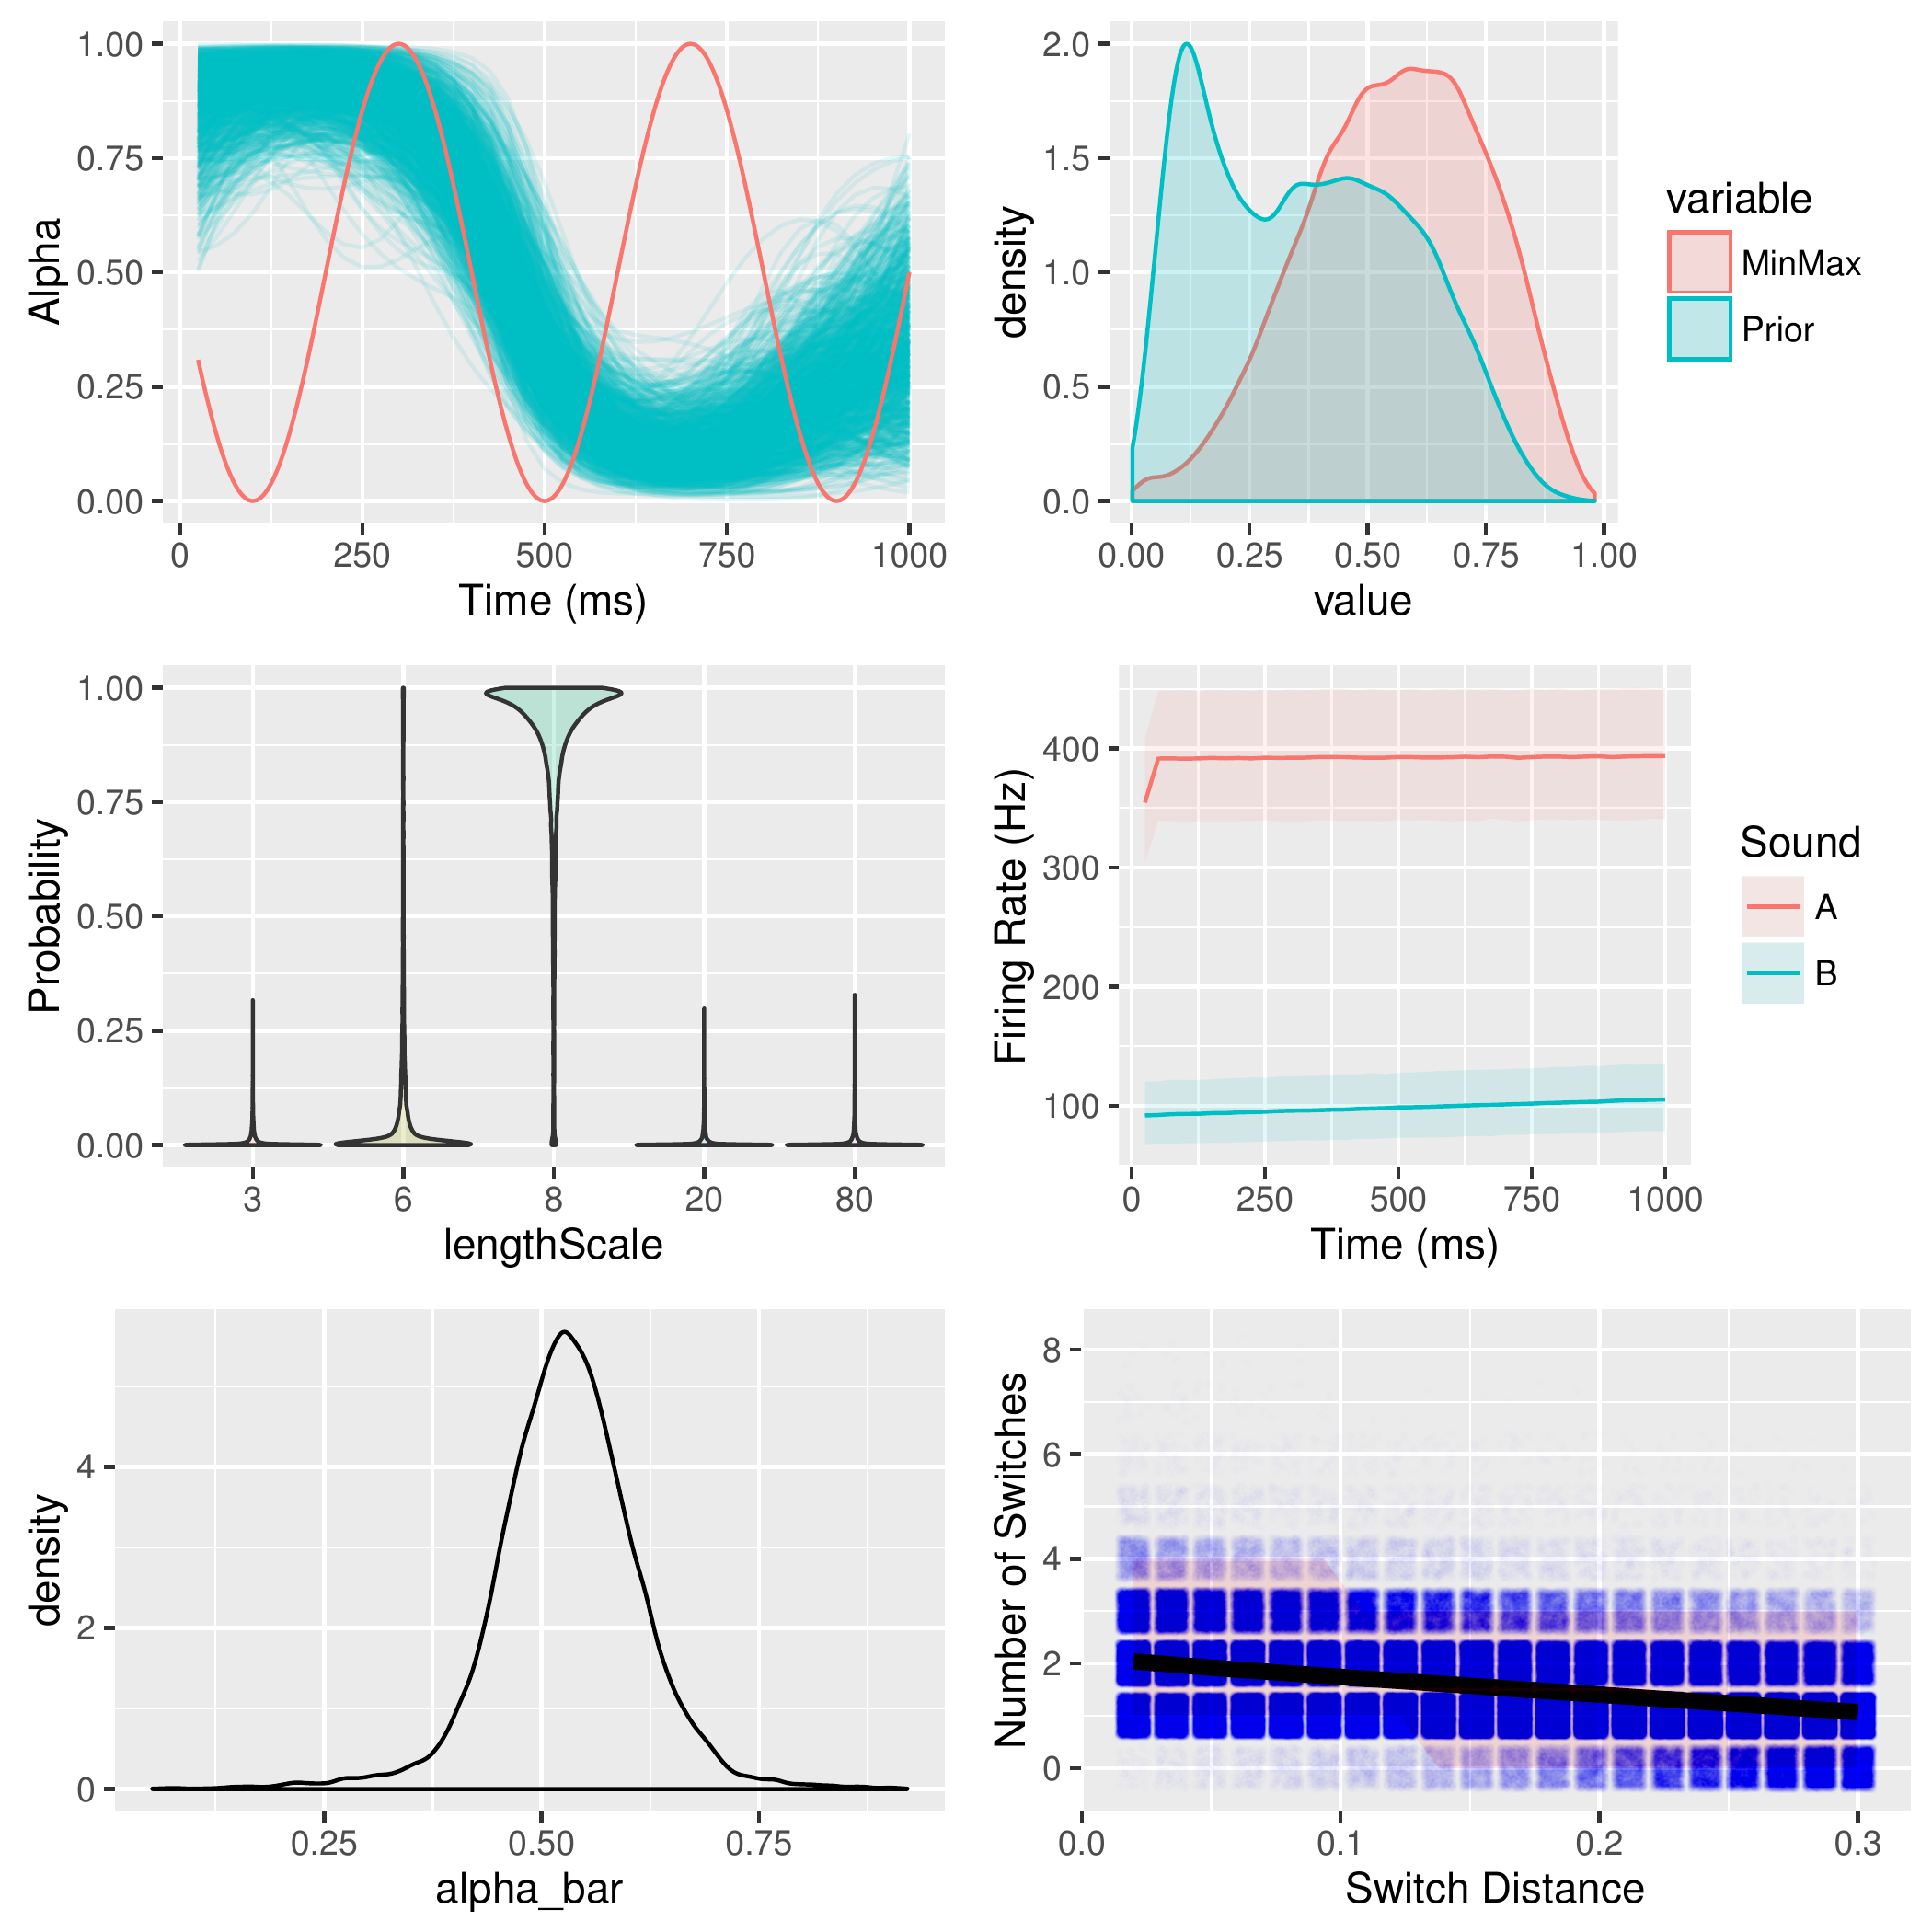 1.00
0.75
0.50
0.25
0.00
Alpha
0 250 500 750 1000
Time (ms)
2.0
1.5
1.0
0.5
0.0
density
0.00 0.25 0.50 0.75 1.00
value
variable
MinMax
Prior
1.00
0.75
0.50
0.25
0.00
Probability
3 6 8 20 80
lengthScale
400
300
200
100
Firing Rate (Hz)
0 250 500 750 1000
Time (ms)
Sound
A
B
4
2
0
density
0.25 0.50 0.75
alpha_bar
8
6
4
2
0
Number of Switches
0.0 0.1 0.2 0.3
Switch Distance